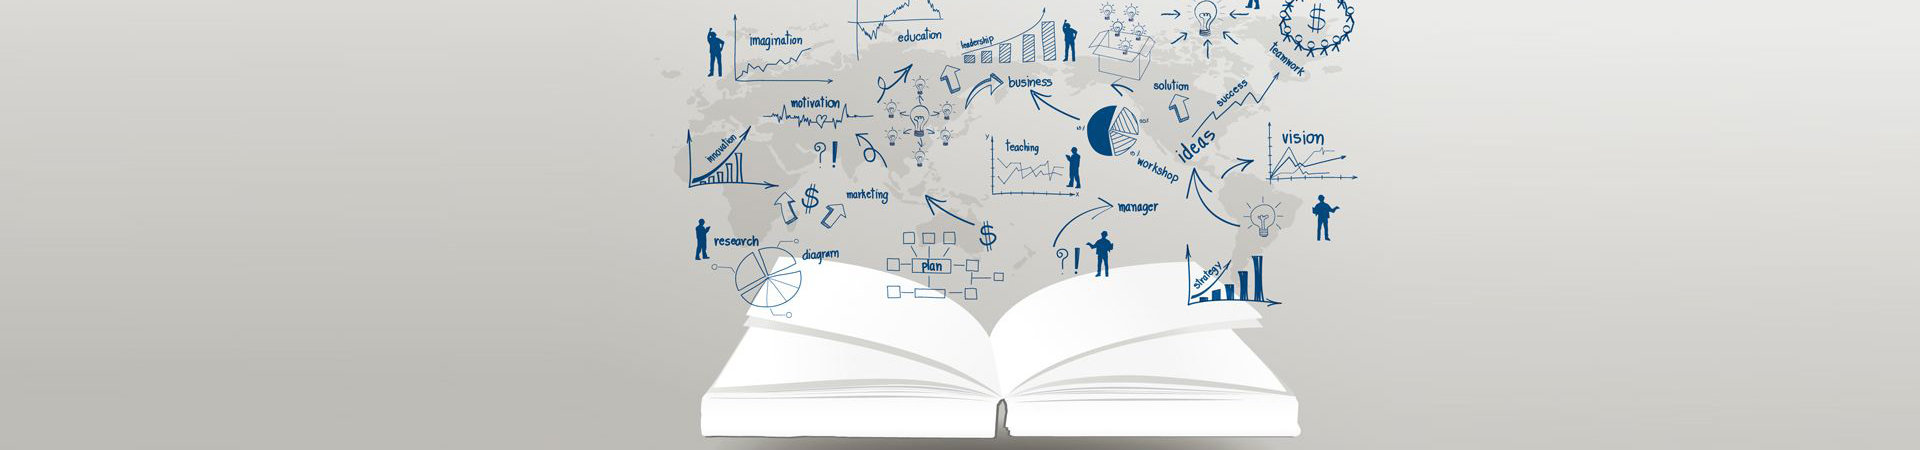 imagination
education
leadership
teamwork
business
solution
success
motivation
innovation
?!
teaching
y
x
workshop
ideas
vision
$
marketing
manager
$
research
diagram
plan
?!
strategy
$